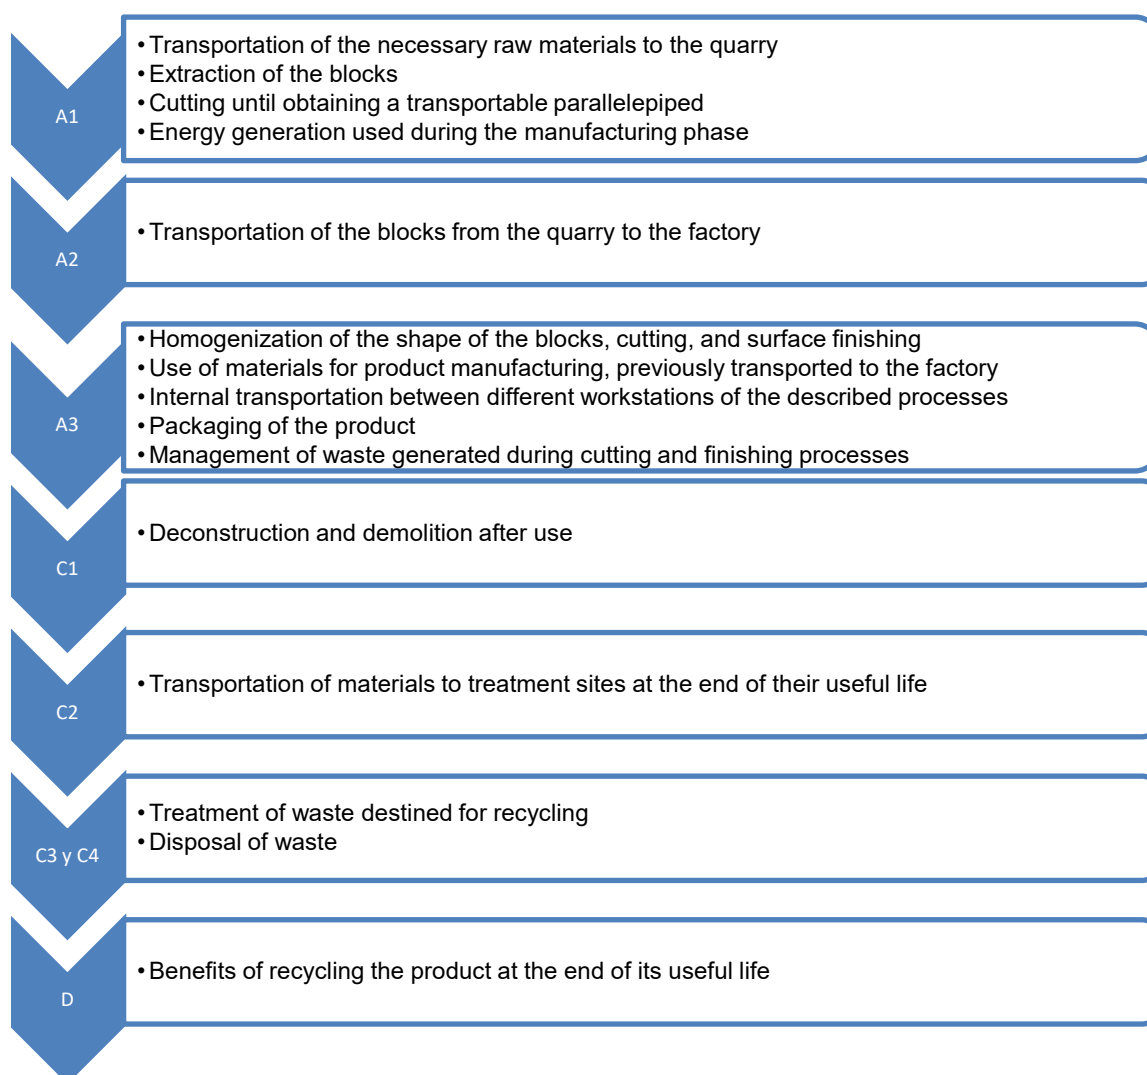 A1
• Transportation of the necessary raw materials to the quarry
• Extraction of the blocks
• Cutting until obtaining a transportable parallelepiped
• Energy generation used during the manufacturing phase
A2
• Transportation of the blocks from the quarry to the factory
A3
• Homogenization of the shape of the blocks, cutting, and surface finishing
• Use of materials for product manufacturing, previously transported to the factory
• Internal transportation between different workstations of the described processes
• Packaging of the product
• Management of waste generated during cutting and finishing processes
C1
• Deconstruction and demolition after use
C2
• Transportation of materials to treatment sites at the end of their useful life
C3 y C4
• Treatment of waste destined for recycling
• Disposal of waste
D
• Benefits of recycling the product at the end of its useful life